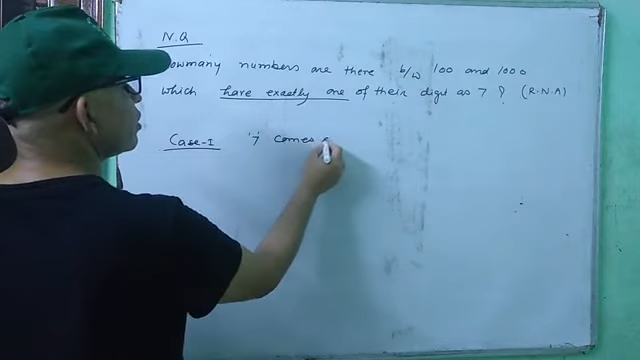 N.Q
Howmany numbers are there b/w 100 and 1000
which have exactly one of their digit as 7 ? (R.N.A)
Case-I '7' comes